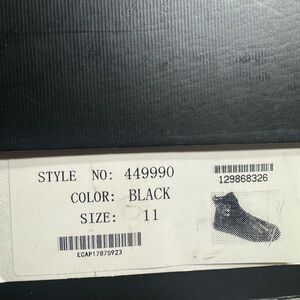 STYLE NO: 449990
COLOR: BLACK
SIZE: 11
ECAP17875923
129868326